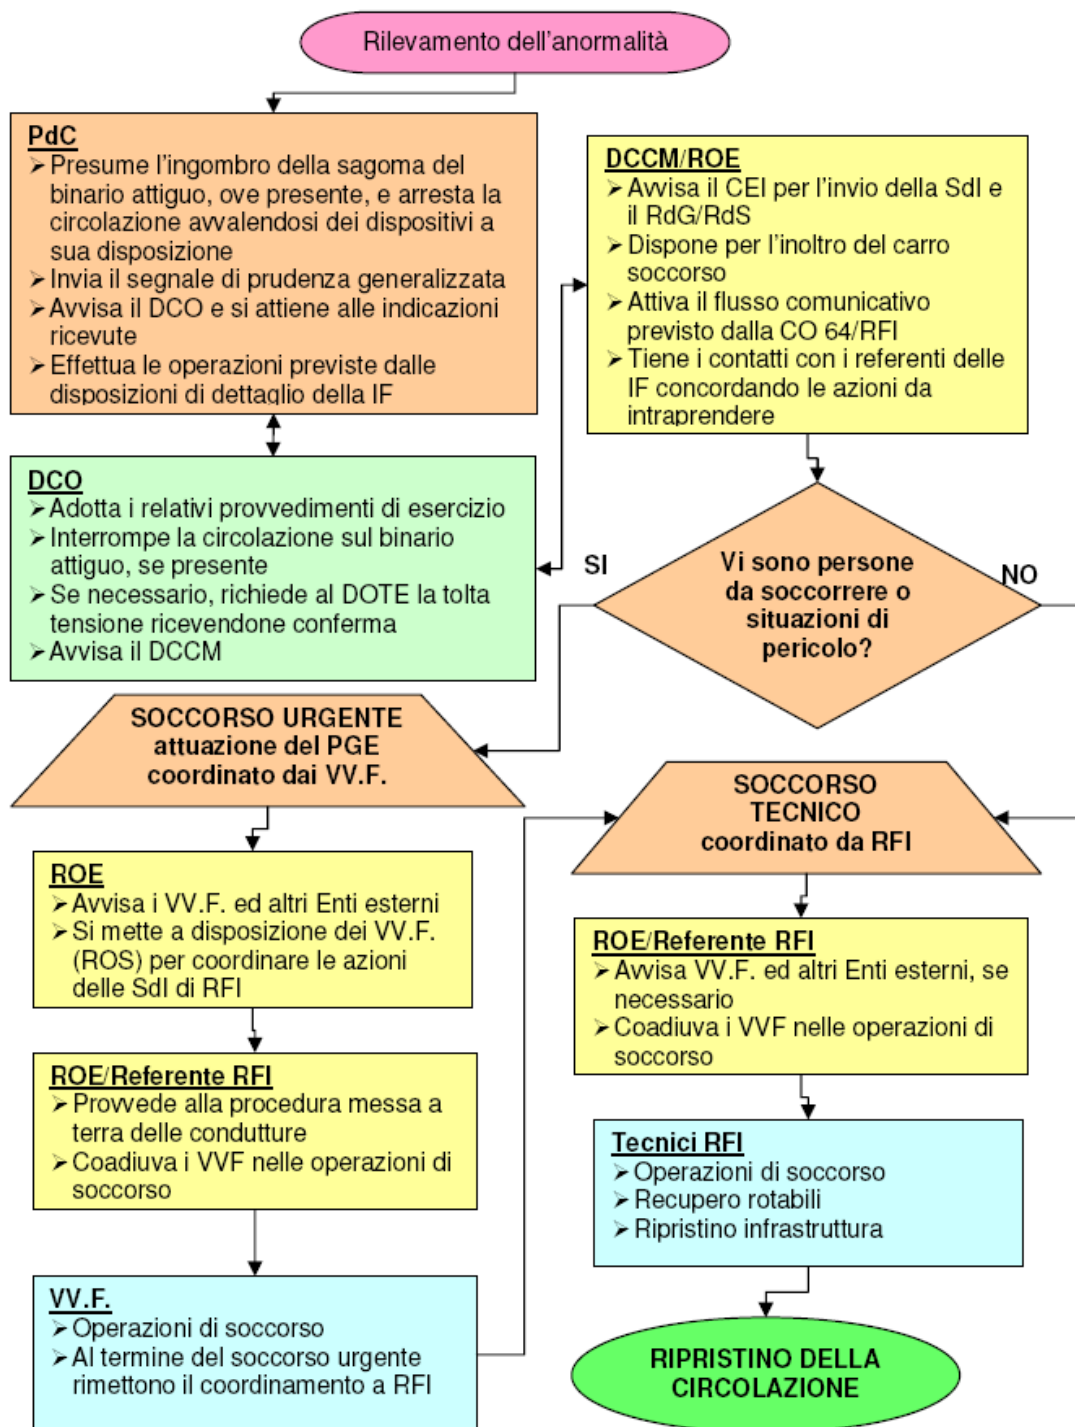 Rilevamento dell'anormalità
PdC
➢ Presume l'ingombro della sagoma del
binario attiguo, ove presente, e arresta la
circolazione avvalendosi dei dispositivi a
sua disposizione
➢ Invia il segnale di prudenza generalizzata
➢ Avvisa il DCO e si attiene alle indicazioni
ricevute
➢ Effettua le operazioni previste dalle
disposizioni di dettaglio della IF
DCCM/ROE
➢ Avvisa il CEI per l'invio della SdI e
il RdG/RdS
➢ Dispone per l'inoltro del carro
soccorso
➢ Attiva il flusso comunicativo
previsto dalla CO 64/RFI
➢ Tiene i contatti con i referenti delle
IF concordando le azioni da
intraprendere
DCO
➢ Adotta i relativi provvedimenti di esercizio
➢ Interrompe la circolazione sul binario
attiguo, se presente
➢ Se necessario, richiede al DOTE la tolta
tensione ricevendone conferma
➢ Avvisa il DCCM
SI
Vi sono persone
da soccorrere o
situazioni di
pericolo?
NO
SOCCORSO URGENTE
attuazione del PGE
coordinato dai VV.F.
SOCCORSO
TECNICO
coordinato da RFI
ROE
➢ Avvisa i VV.F. ed altri Enti esterni
➢ Si mette a disposizione dei VV.F.
(ROS) per coordinare le azioni
delle SdI di RFI
ROE/Referente RFI
➢ Avvisa VV.F. ed altri Enti esterni, se
necessario
➢ Coadiuva i VVF nelle operazioni di
soccorso
ROE/Referente RFI
➢ Provvede alla procedura messa a
terra delle condutture
➢ Coadiuva i VVF nelle operazioni di
soccorso
Tecnici RFI
➢ Operazioni di soccorso
➢ Recupero rotabili
➢ Ripristino infrastruttura
VV.F.
➢ Operazioni di soccorso
➢ Al termine del soccorso urgente
rimettono il coordinamento a RFI
RIPRISTINO DELLA
CIRCOLAZIONE